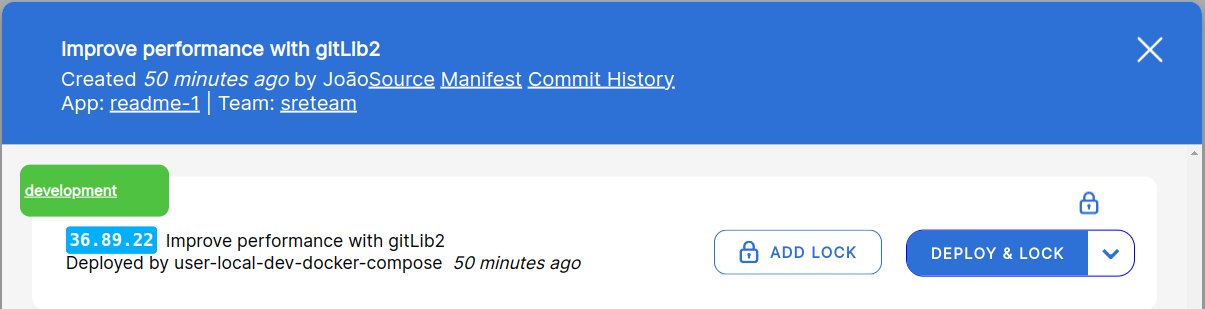 Improve performance with gitLib2
Created 50 minutes ago by JoãoSource Manifest Commit History
App: readme-1 | Team: sreteam
development
36.89.22 Improve performance with gitLib2
Deployed by user-local-dev-docker-compose 50 minutes ago
ADD LOCK
DEPLOY & LOCK